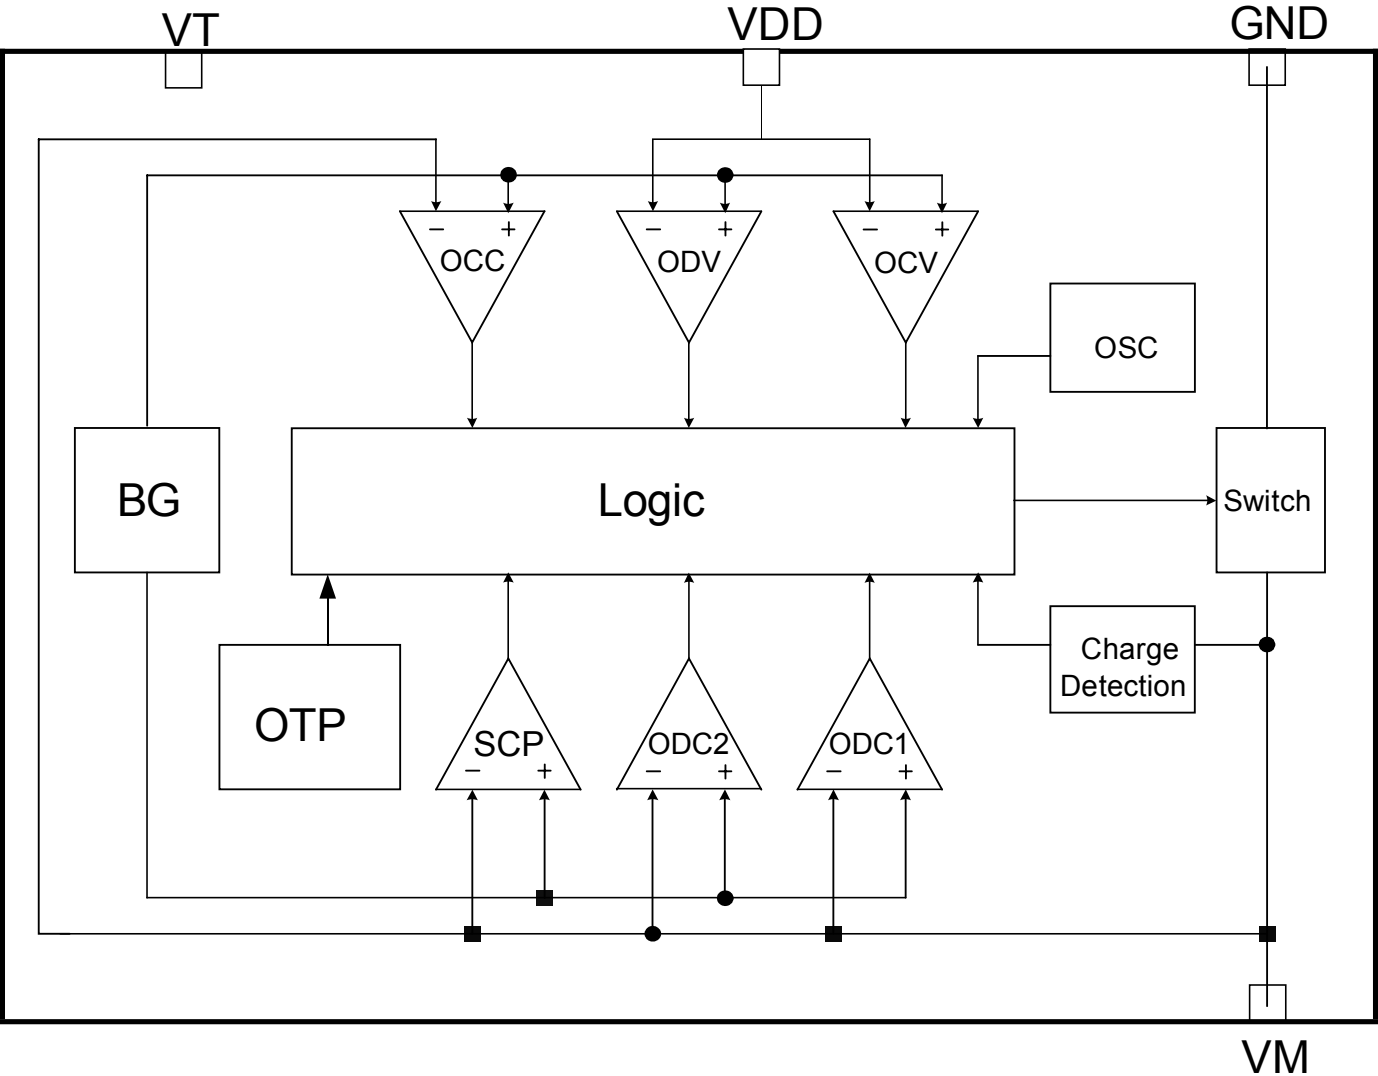 VT VDD GND
− + − + − +
OCC ODV OCV
OSC
BG Logic Switch
Charge
Detection
OTP SCP ODC2 ODC1
− + − + − +
VM